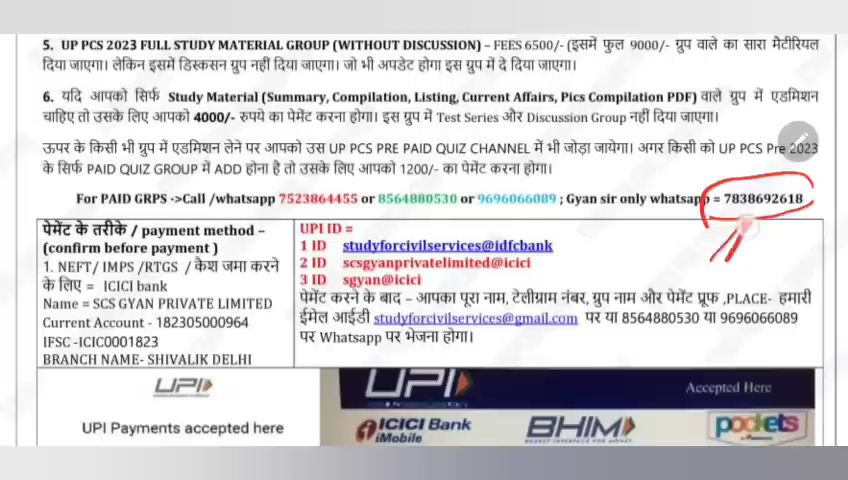 5. UP PCS 2023 FULL STUDY MATERIAL GROUP (WITHOUT DISCUSSION) – FEES 6500/- (इसमें फुल 9000/- ग्रुप वाले का सारा मैटीरियल
दिया जाएगा। लेकिन इसमें डिस्कसन ग्रुप नहीं दिया जाएगा। जो भी अपडेट होगा इस ग्रुप में दे दिया जाएगा।
6. यदि आपको सिर्फ Study Material (Summary, Compilation, Listing, Current Affairs, Pics Compilation PDF) वाले ग्रुप में एडमिशन
चाहिए तो उसके लिए आपको 4000/- रुपये का पेमेंट करना होगा। इस ग्रुप में Test Series और Discussion Group नहीं दिया जाएगा।
ऊपर के किसी भी ग्रुप में एडमिशन लेने पर आपको उस UP PCS PRE PAID QUIZ CHANNEL में भी जोड़ा जायेगा। अगर किसी को UP PCS Pre 2023
के सिर्फ PAID QUIZ GROUP में ADD होना है तो उसके लिए आपको 1200/- का पेमेंट करना होगा।
For PAID GRPS ->Call /whatsapp 7523864455 or 8564880530 or 9696066089 ; Gyan sir only whatsapp = 7838692618
पेमेंट के तरीके / payment method –
(confirm before payment )
1. NEFT/ IMPS /RTGS / कैश जमा करने
के लिए = ICICI bank
Name = SCS GYAN PRIVATE LIMITED
Current Account - 182305000964
IFSC -ICIC0001823
BRANCH NAME- SHIVALIK DELHI
UPI ID =
1 ID studyforcivilservices@idfcbank
2 ID scsgyanprivatelimited@icici
3 ID sgyan@icici
पेमेंट करने के बाद – आपका पूरा नाम, टेलीग्राम नंबर, ग्रुप नाम और पेमेंट प्रूफ ,PLACE- हमारी
ईमेल आईडी studyforcivilservices@gmail.com पर या 8564880530 या 9696066089
पर Whatsapp पर भेजना होगा।
UPI
UPI Payments accepted here
UPI
Accepted Here
ICICI Bank
iMobile
BHIM
pockets